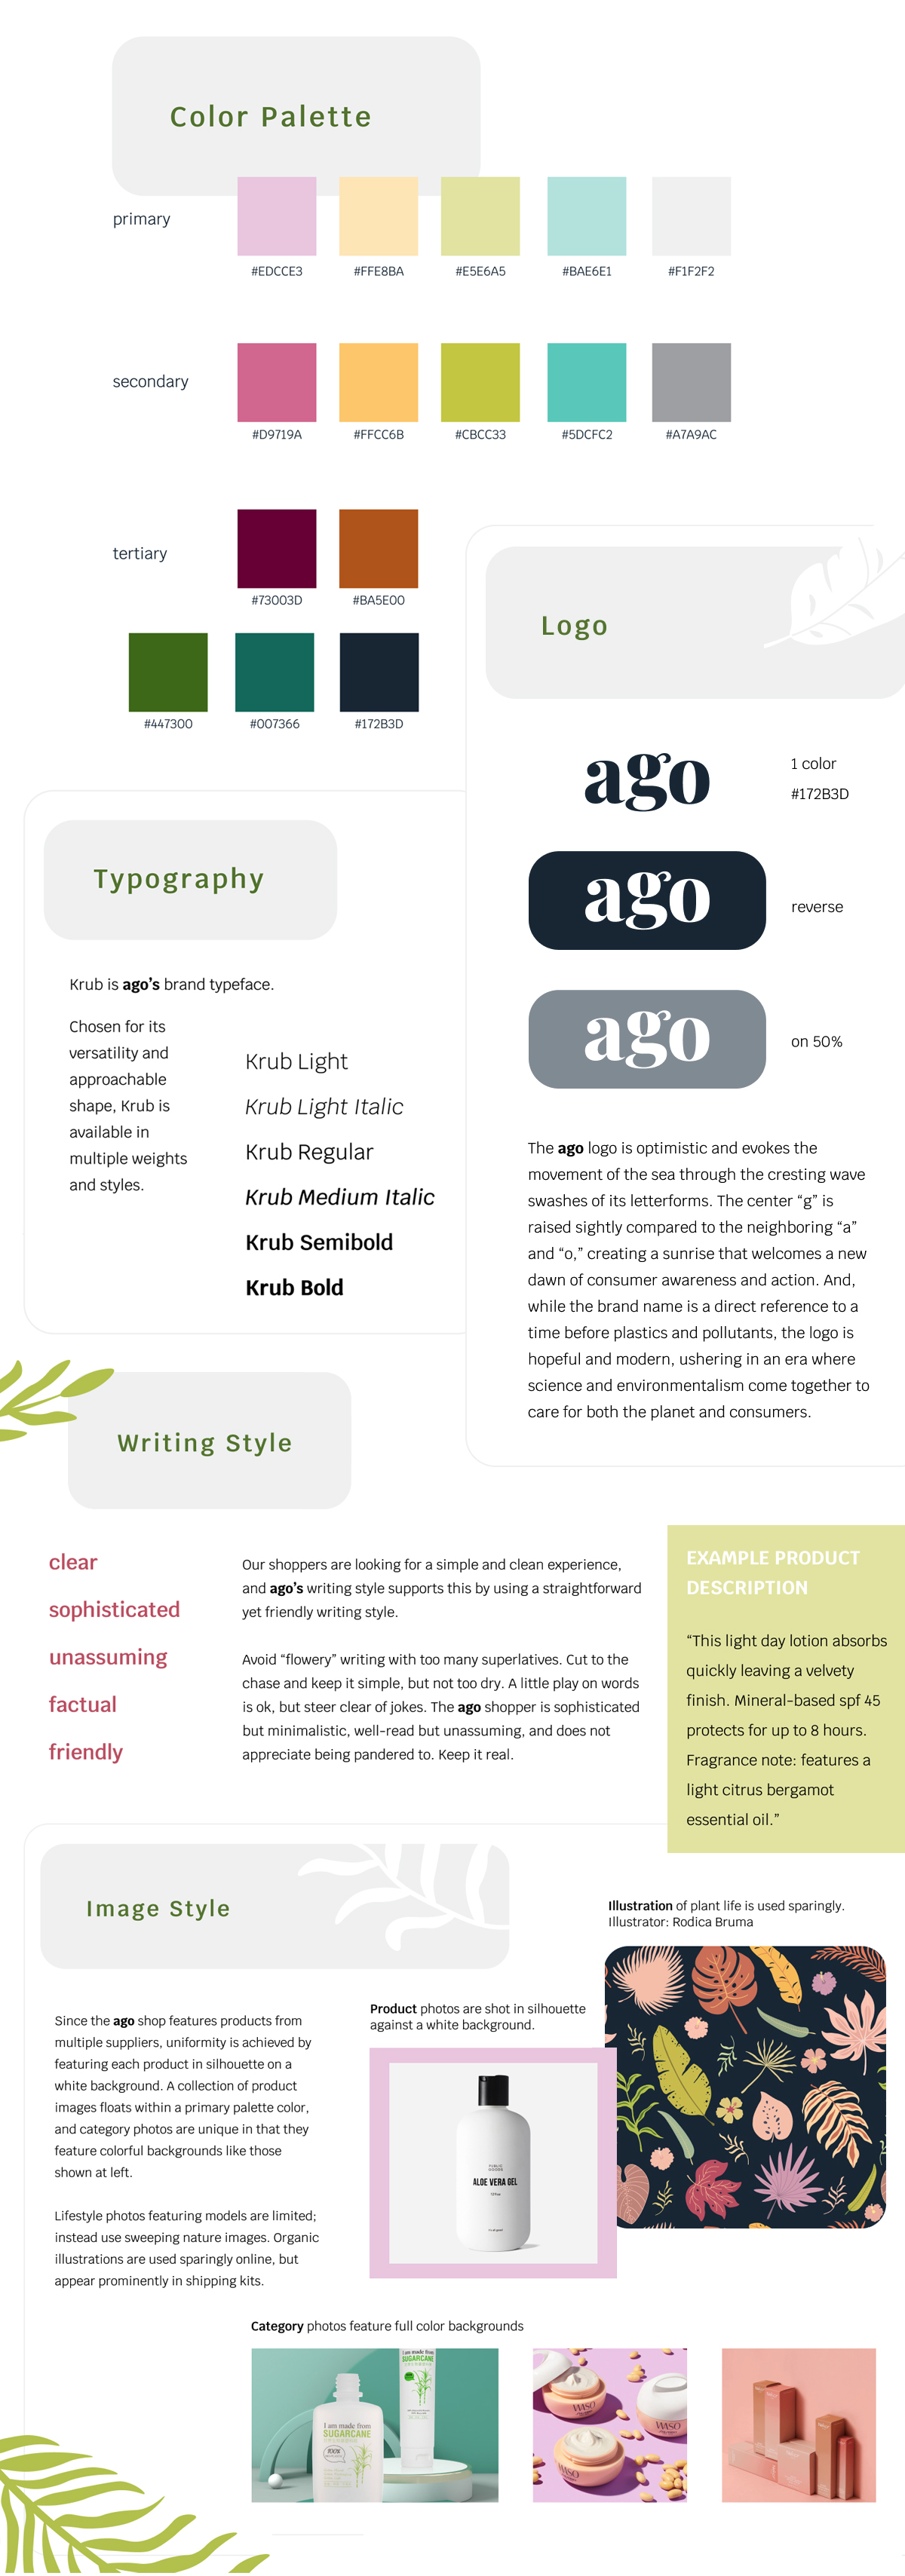 Color Palette
primary
#EDCCE3
#FFE8BA
#E5E6A5
#BAE6E1
#F1F2F2
secondary
#D9719A
#FFCC6B
#CBCC33
#5DCFC2
#A7A9AC
tertiary
#73003D
#BA5E00
#447300
#007366
#172B3D
Logo
ago
1 color
#172B3D
ago
reverse
ago
on 50%
The ago logo is optimistic and evokes the
movement of the sea through the cresting wave
swashes of its letterforms. The center “g” is
raised sightly compared to the neighboring “a”
and “o,” creating a sunrise that welcomes a new
dawn of consumer awareness and action. And,
while the brand name is a direct reference to a
time before plastics and pollutants, the logo is
hopeful and modern, ushering in an era where
science and environmentalism come together to
care for both the planet and consumers.
Typography
Krub is ago’s brand typeface.
Chosen for its
versatility and
approachable
shape, Krub is
available in
multiple weights
and styles.
Krub Light
Krub Light Italic
Krub Regular
Krub Medium Italic
Krub Semibold
Krub Bold
Writing Style
clear
sophisticated
unassuming
factual
friendly
Our shoppers are looking for a simple and clean experience,
and ago’s writing style supports this by using a straightforward
yet friendly writing style.
Avoid “flowery” writing with too many superlatives. Cut to the
chase and keep it simple, but not too dry. A little play on words
is ok, but steer clear of jokes. The ago shopper is sophisticated
but minimalistic, well-read but unassuming, and does not
appreciate being pandered to. Keep it real.
EXAMPLE PRODUCT
DESCRIPTION
“This light day lotion absorbs
quickly leaving a velvety
finish. Mineral-based spf 45
protects for up to 8 hours.
Fragrance note: features a
light citrus bergamot
essential oil.”
Image Style
Since the ago shop features products from
multiple suppliers, uniformity is achieved by
featuring each product in silhouette on a
white background. A collection of product
images floats within a primary palette color,
and category photos are unique in that they
feature colorful backgrounds like those
shown at left.
Lifestyle photos featuring models are limited;
instead use sweeping nature images. Organic
illustrations are used sparingly online, but
appear prominently in shipping kits.
Product photos are shot in silhouette
against a white background.
PUBLIC
GOODS
ALOE VERA GEL
Illustration of plant life is used sparingly.
Illustrator: Rodica Bruma
Category photos feature full color backgrounds
I am made from
SUGARCANE
100%
I am made from
SUGARCANE
WASO
WASO
WASO